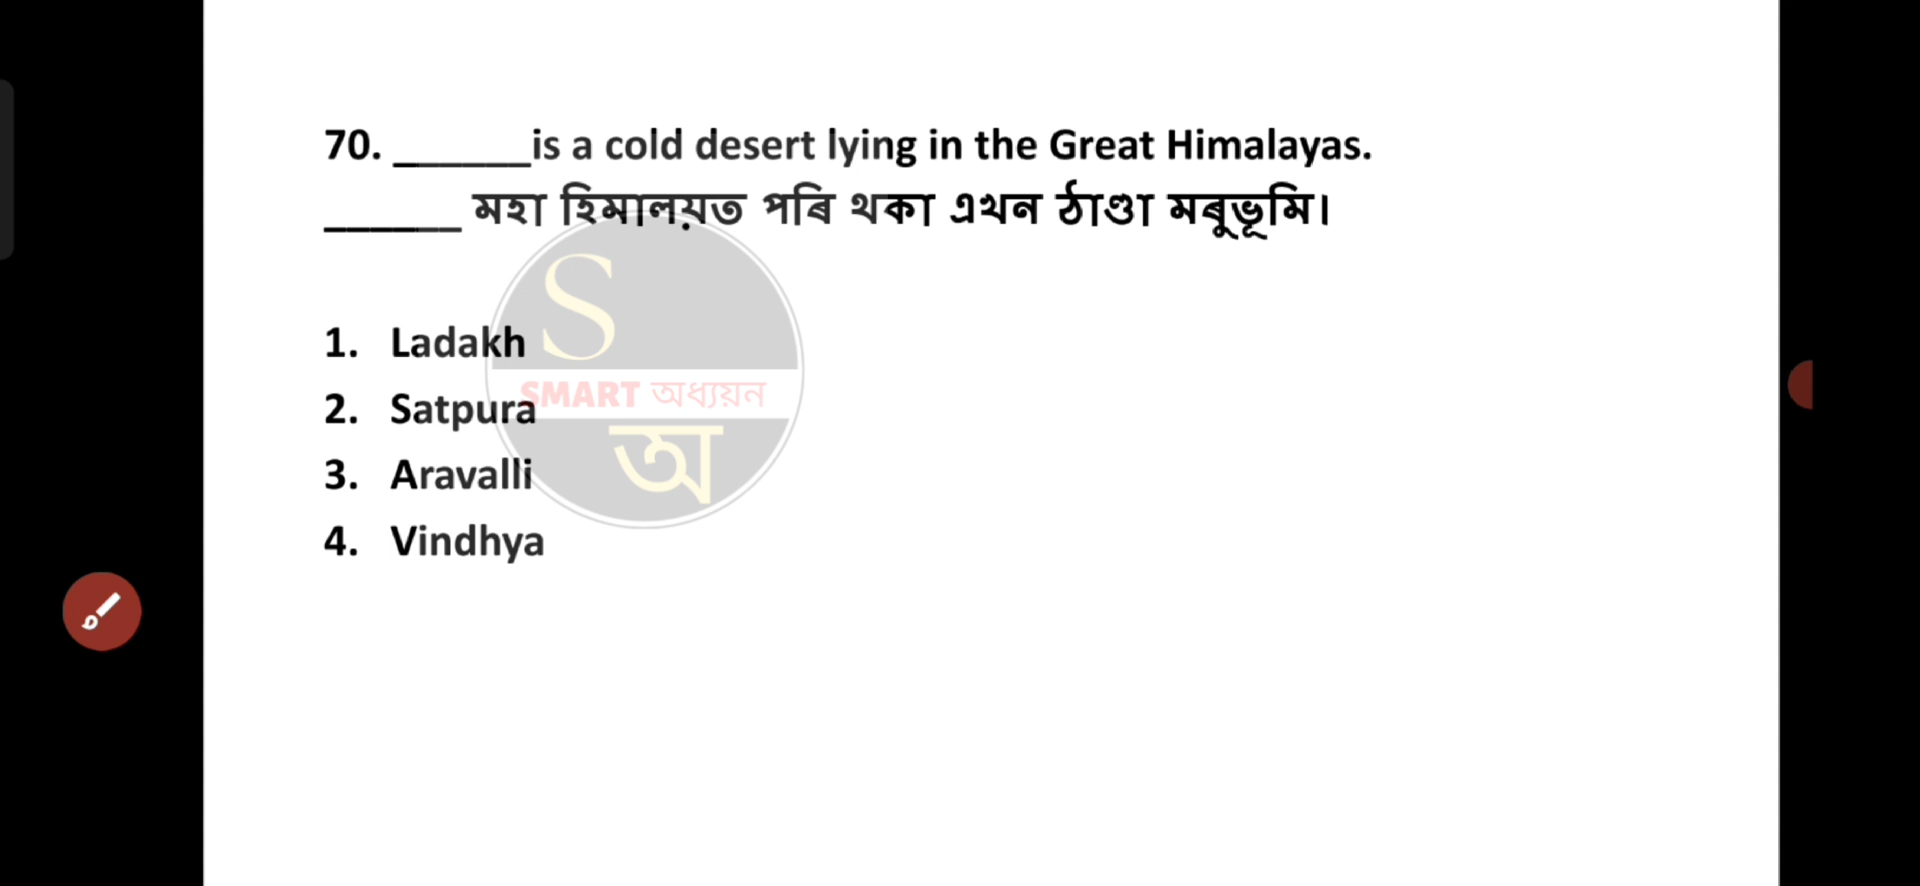 70. ______is a cold desert lying in the Great Himalayas.
______ মহা হিমালয়ত পৰি থকা এখন ঠাণ্ডা মৰুভূমি।
S
1. Ladakh
SMART অধ্যয়ন
2. Satpura
অ
3. Aravalli
4. Vindhya